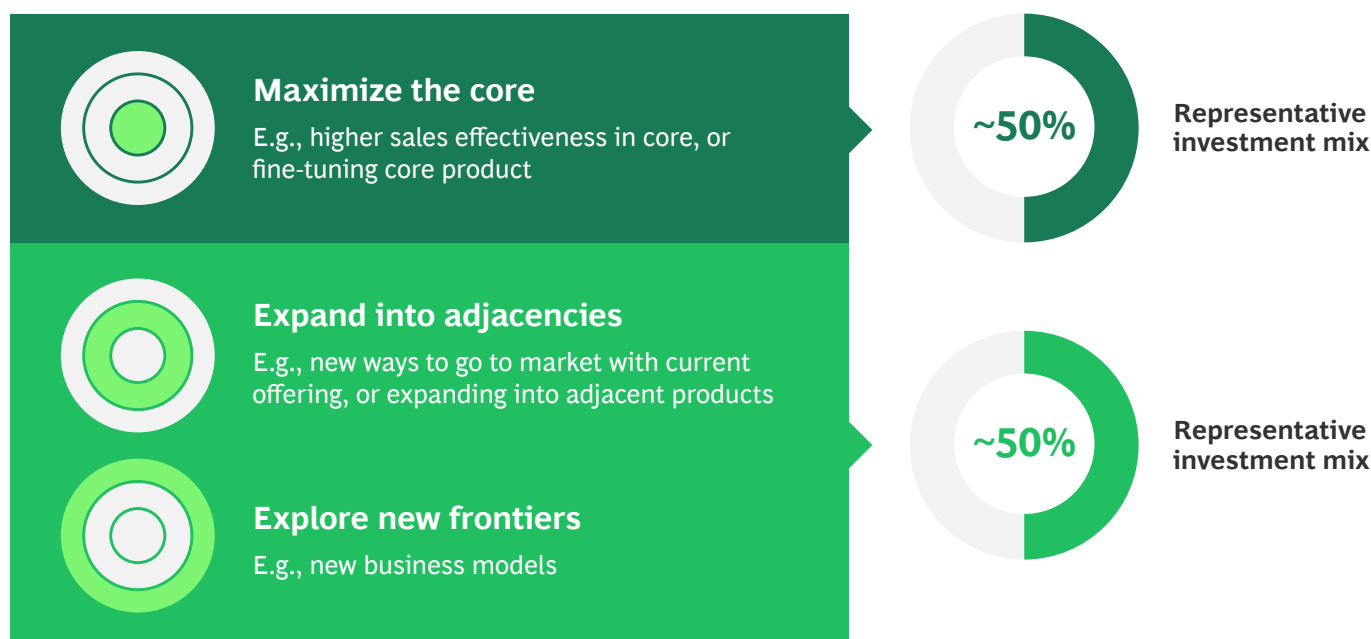 Maximize the core
E.g., higher sales effectiveness in core, or
fine-tuning core product
~50%
Representative
investment mix
Expand into adjacencies
E.g., new ways to go to market with current
offering, or expanding into adjacent products
Explore new frontiers
E.g., new business models
~50%
Representative
investment mix